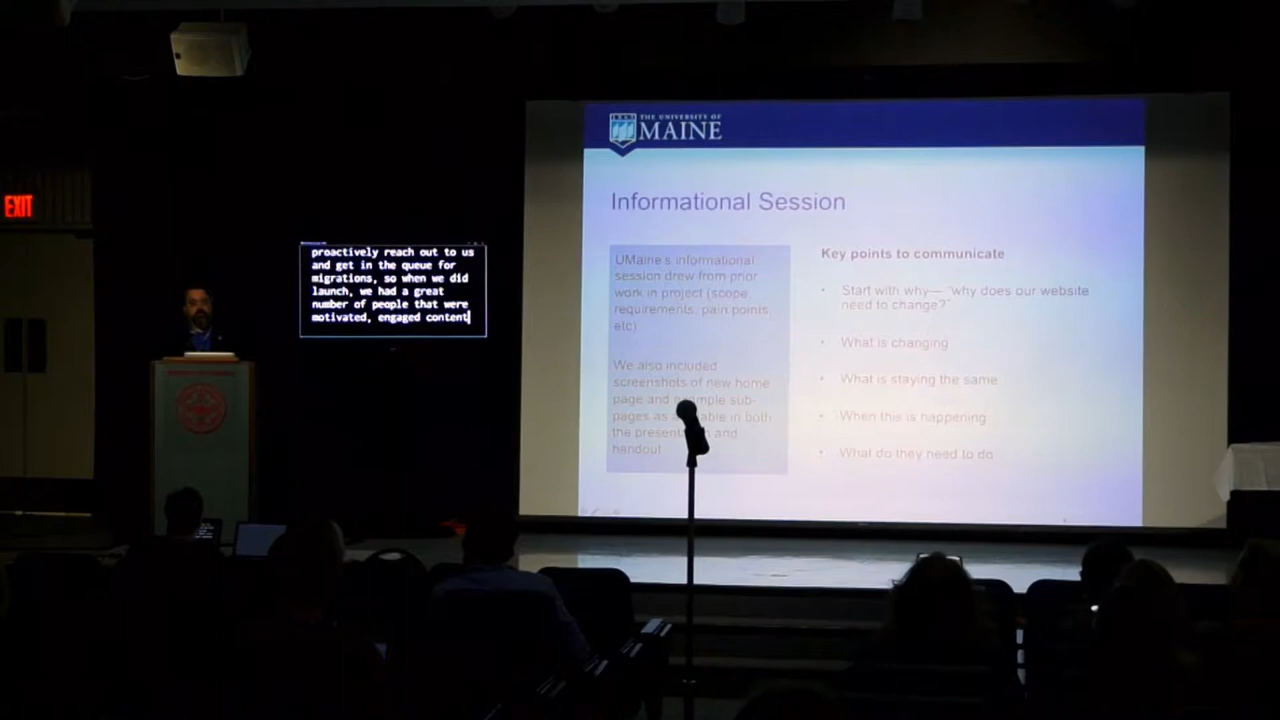 EXIT
proactively reach out to us
and get in the queue for
migrations, so when we did
launch, we had a great
number of people that were
motivated, engaged content
THE UNIVERSITY OF
MAINE
Informational Session
UMaine's informational
session drew from prior
work in project (scope,
requirements, pain points,
etc)
We also included
screenshots of new home
page and example sub-
pages as able in both
the present and
handout
Key points to communicate
• Start with why— "why does our website
need to change?"
• What is changing
• What is staying the same
• When this is happening
• What do they need to do